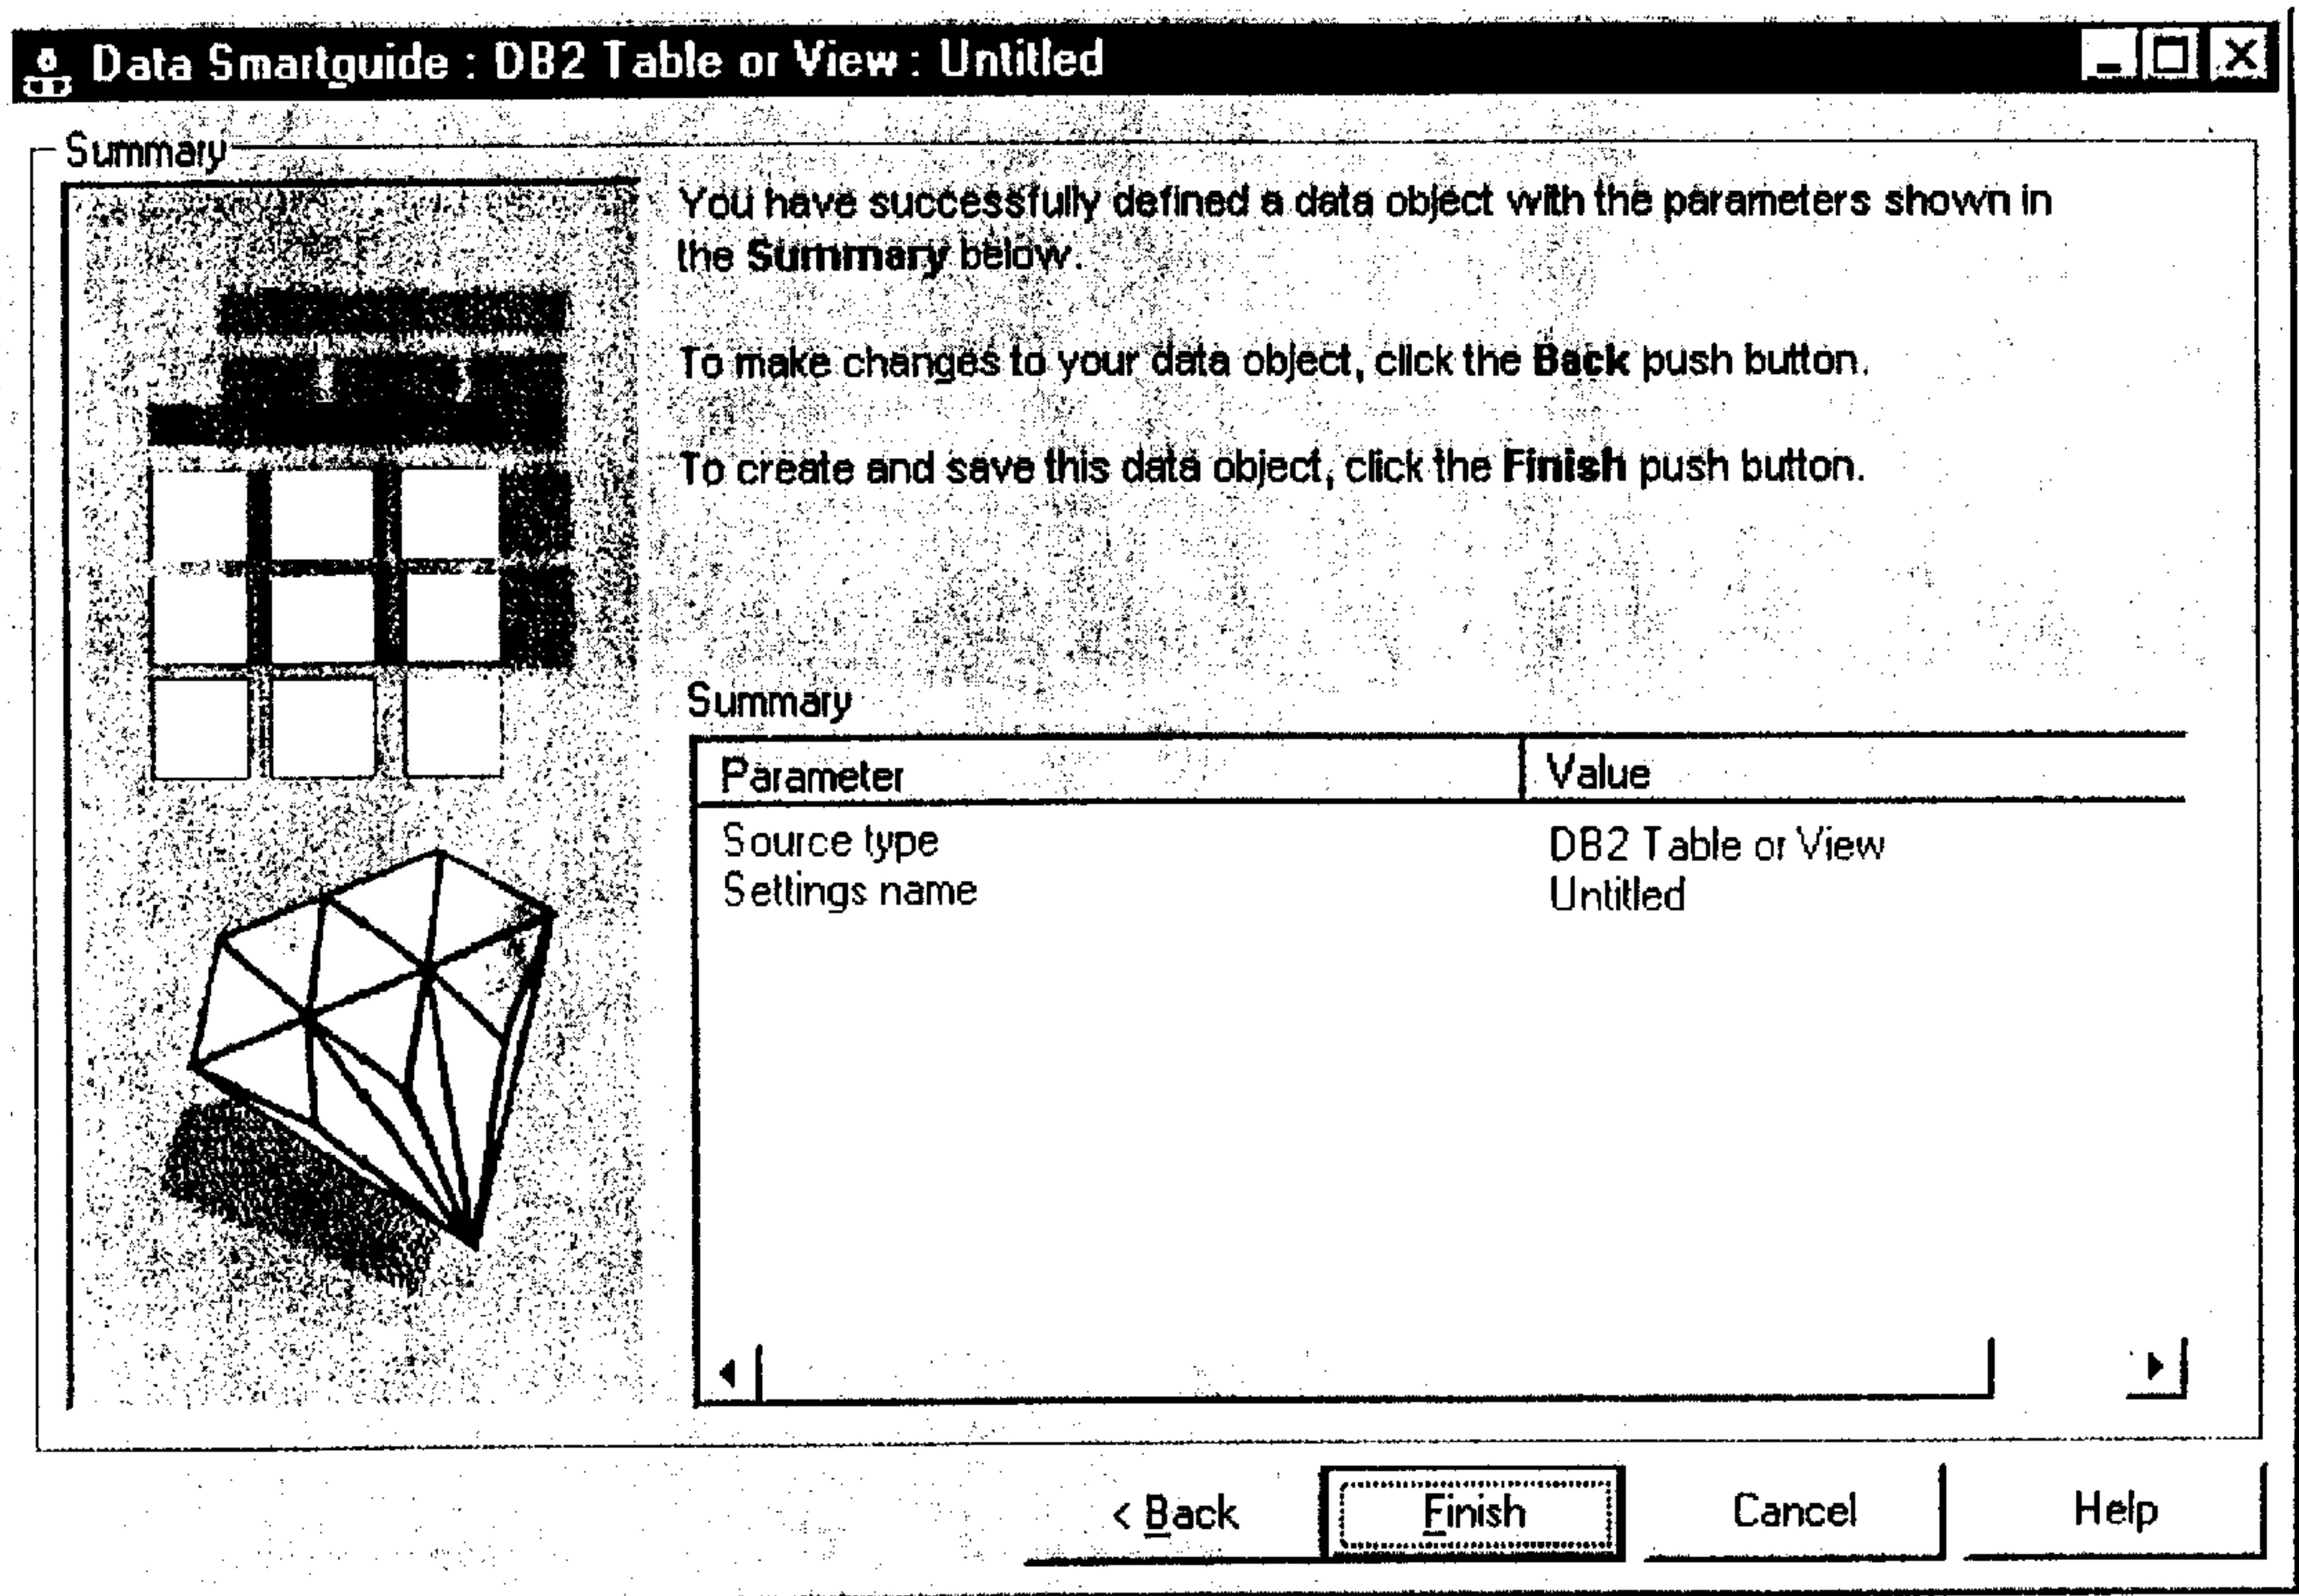 Data Smartguide : DB2 Table or View : Untitled
Summary
You have successfully defined a data object with the parameters shown in
the Summary below.
To make changes to your data object, click the Back push button.
To create and save this data object, click the Finish push button.
Summary
Parameter Value
Source type DB2 Table or View
Settings name Untitled
< Back Finish Cancel Help